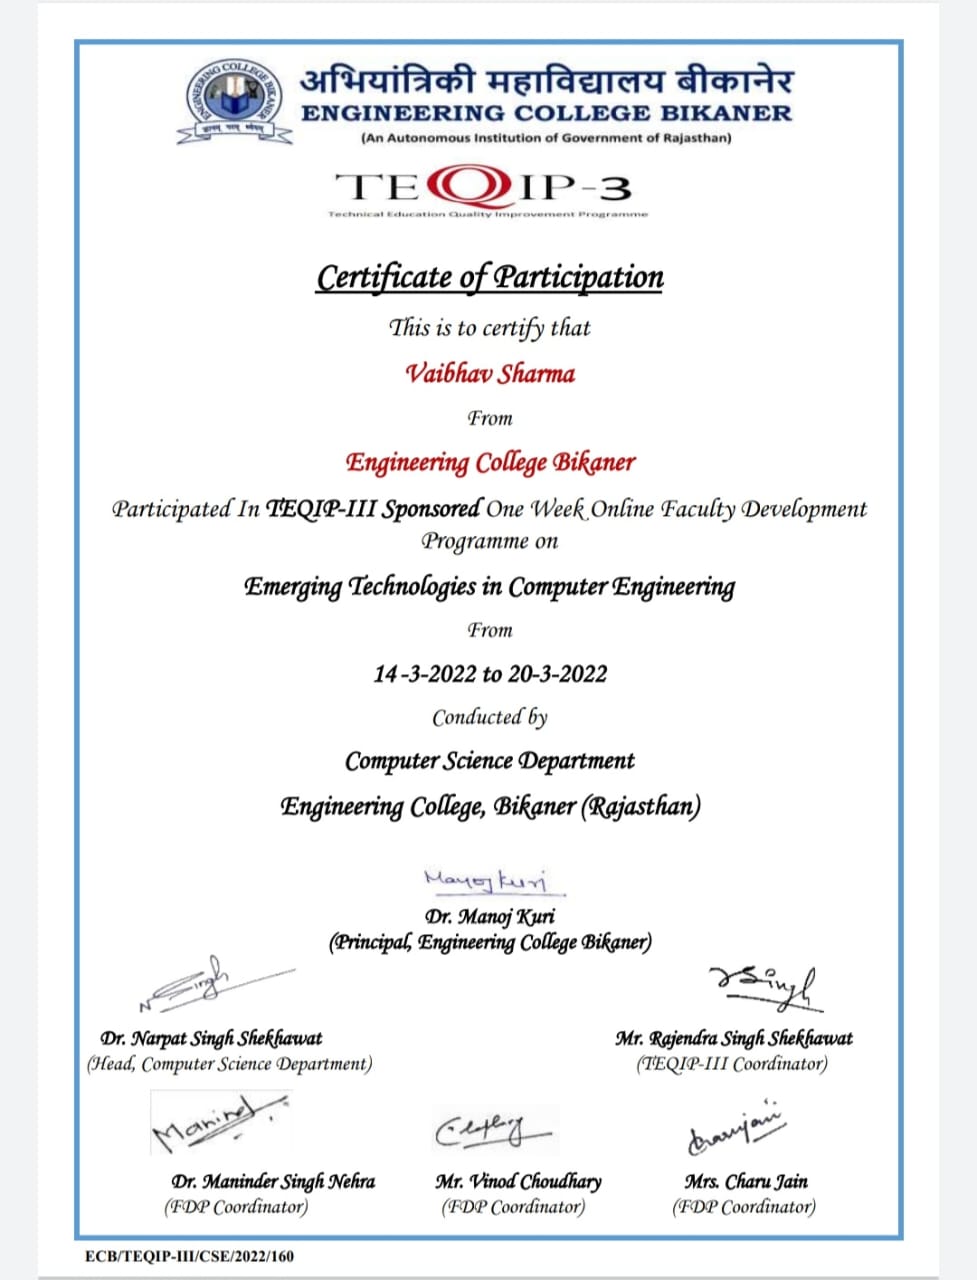 ENGINEERING COLLEGE BIKANER
अभियांत्रिकी महाविद्यालय बीकानेर
ENGINEERING COLLEGE BIKANER
(An Autonomous Institution of Government of Rajasthan)
TEQIP-3
Technical Education Quality Improvement Programme
Certificate of Participation
This is to certify that
Vaibhav Sharma
From
Engineering College Bikaner
Participated In TEQIP-III Sponsored One Week Online Faculty Development
Programme on
Emerging Technologies in Computer Engineering
From
14-3-2022 to 20-3-2022
Conducted by
Computer Science Department
Engineering College, Bikaner (Rajasthan)
Manoj Kuri
Dr. Manoj Kuri
(Principal, Engineering College Bikaner)
N Singh
Dr. Narpat Singh Shekhawat
(Head, Computer Science Department)
RSingh
Mr. Rajendra Singh Shekhawat
(TEQIP-III Coordinator)
Maninder
Dr. Maninder Singh Nehra
(FDP Coordinator)
Mr. Vinod Choudhary
(FDP Coordinator)
Charujain
Mrs. Charu Jain
(FDP Coordinator)
ECB/TEQIP-III/CSE/2022/160